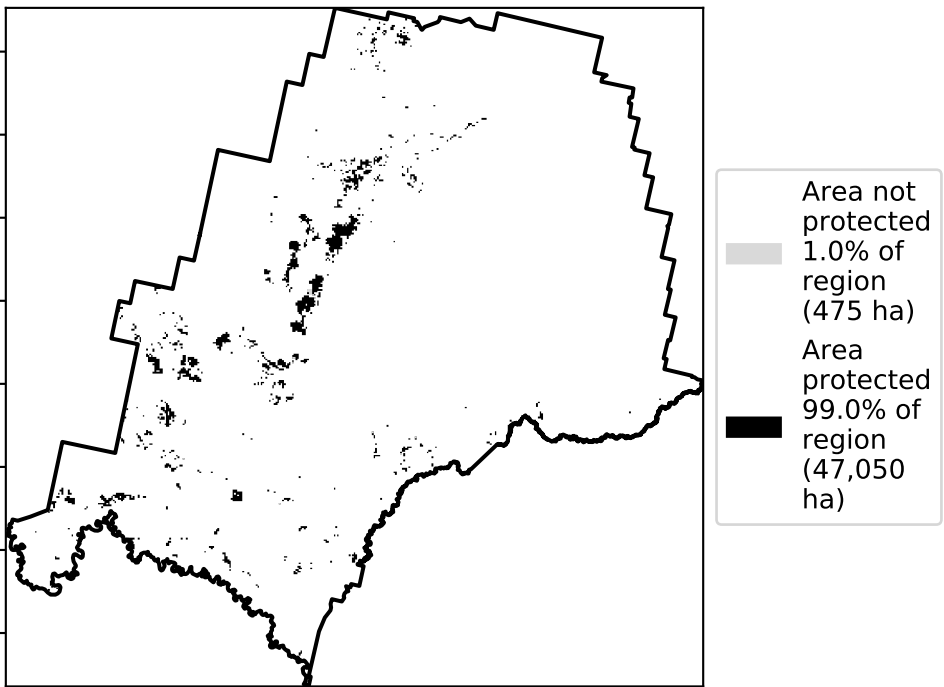 Area not
protected
1.0% of
region
(475 ha)
Area
protected
99.0% of
region
(47,050
ha)